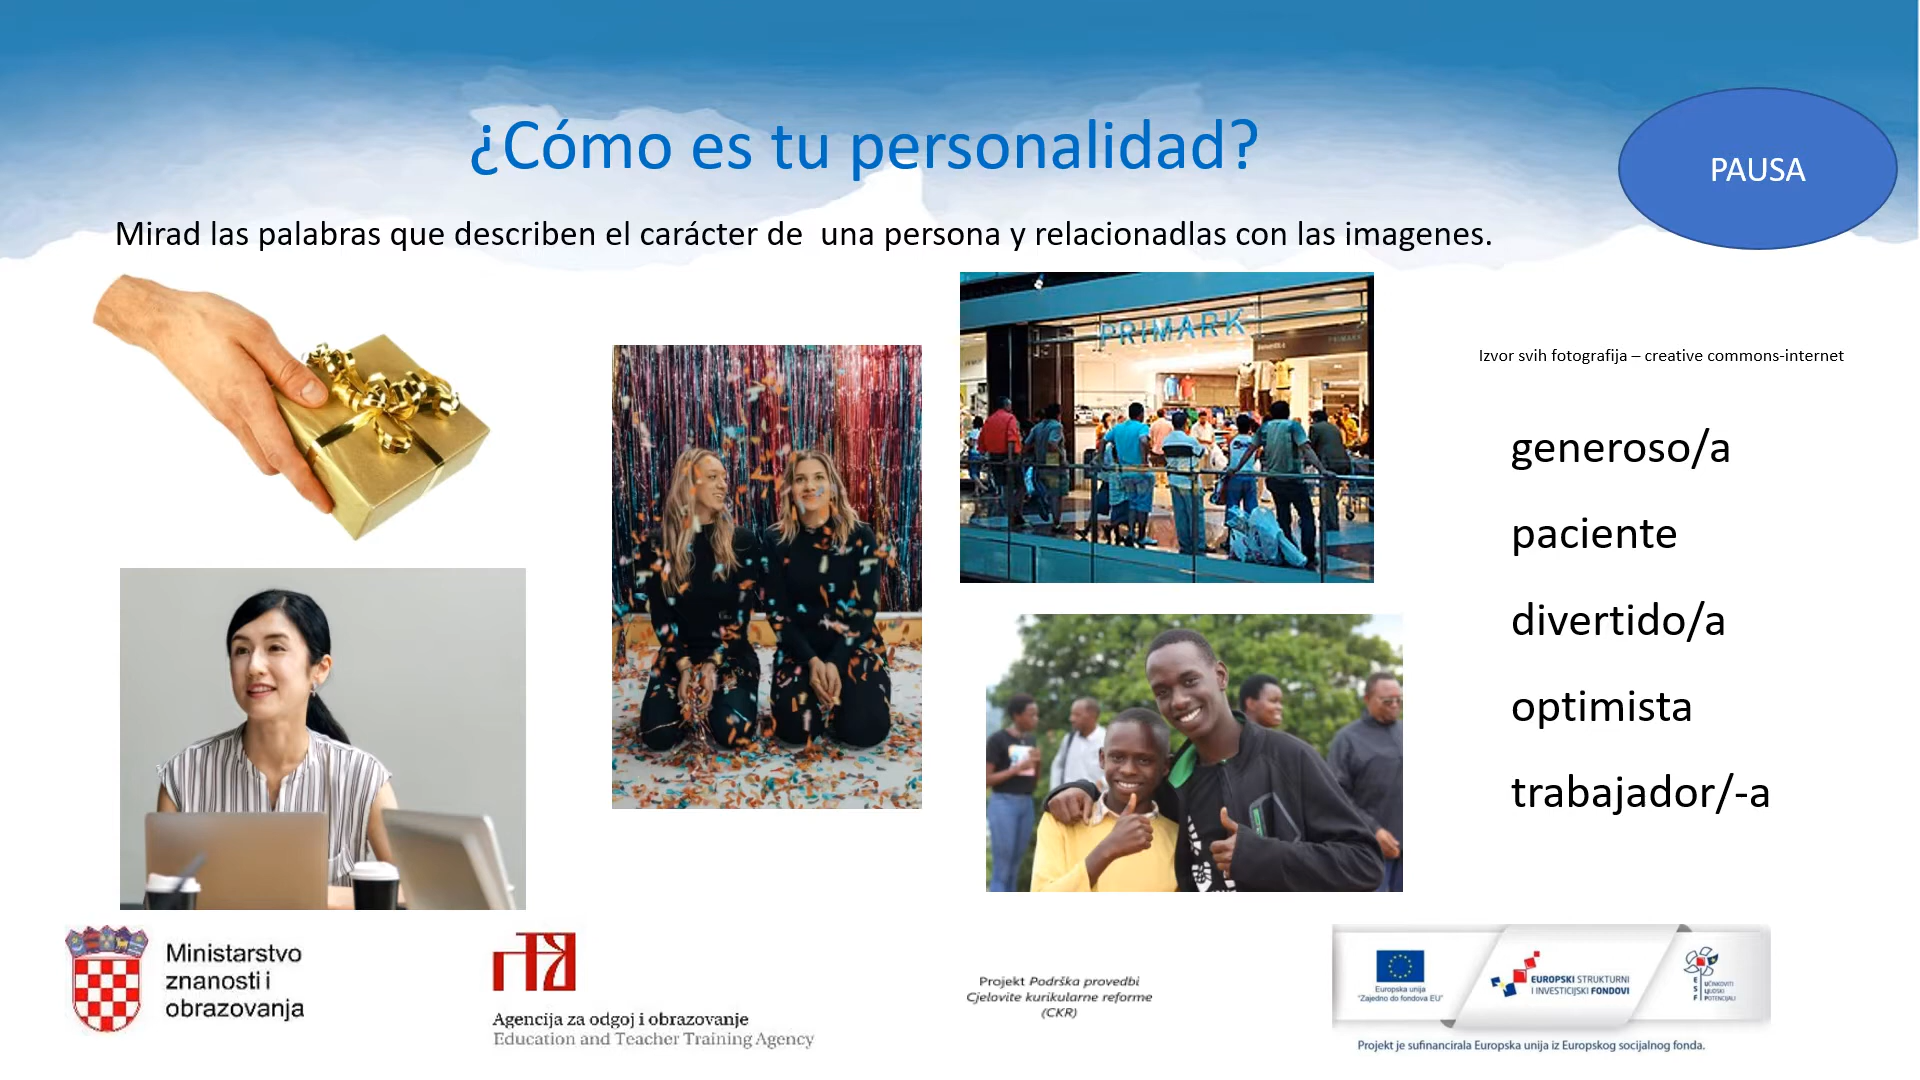 ¿Cómo es tu personalidad?
PAUSA
Mirad las palabras que describen el carácter de  una persona y relacionadlas con las imagenes.
PRIMARK
PRIMARK
Izvor svih fotografija – creative commons-internet
generoso/a
paciente
divertido/a
optimista
trabajador/-a
Ministarstvo
znanosti i
obrazovanja
Agencija za odgoj i obrazovanje
Education and Teacher Training Agency
Projekt Podrška provedbi
Cjelovite kurikularne reforme
(CKR)
Europska unija
"Zajedno do fondova EU"
EUROPSKI STRUKTURNI
I INVESTICIJSKI FONDOVI
ESF
UČINKOVITI
LJUDSKI
POTENCIJALI
Projekt je sufinancirala Europska unija iz Europskog socijalnog fonda.